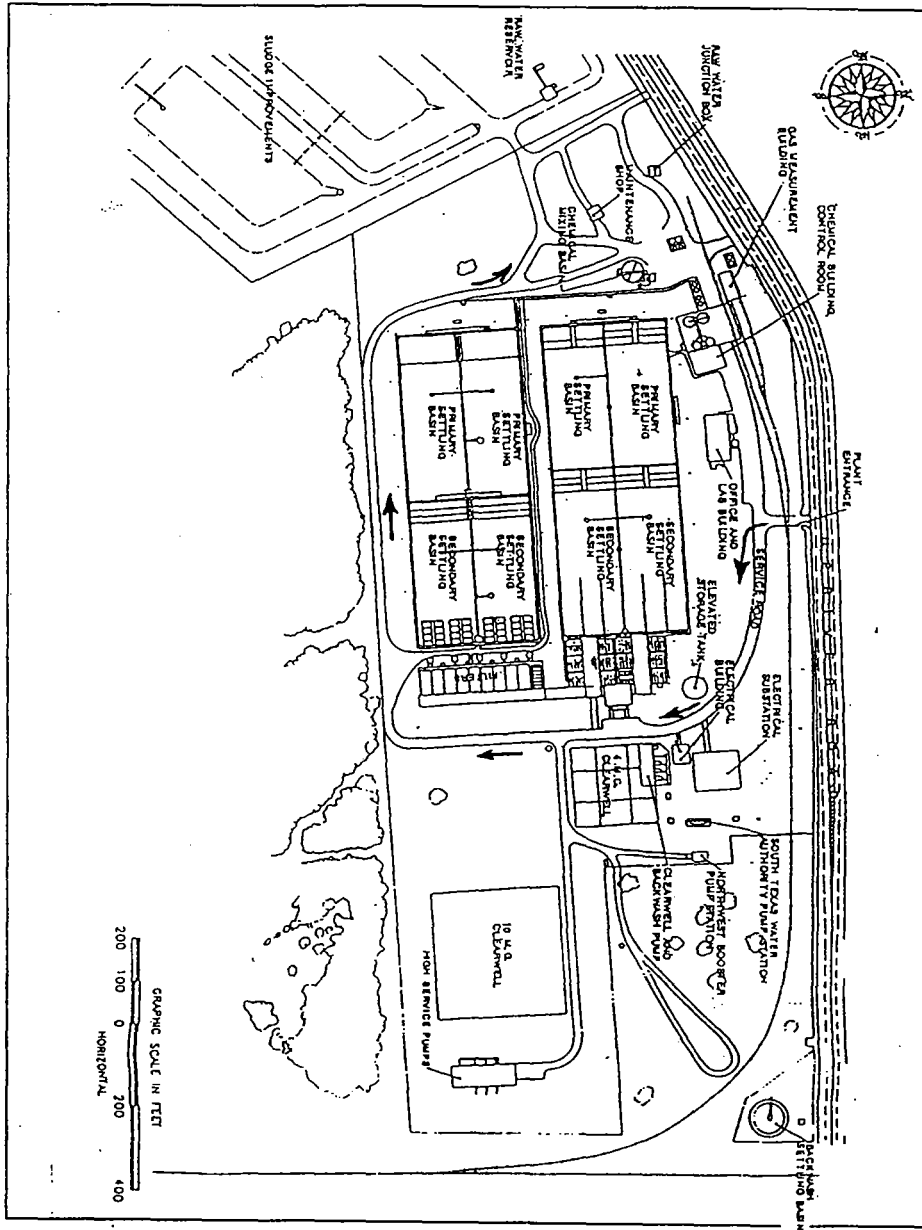 RAW WATER
RESERVOIR
SLUDGE IMPROVEMENTS
RAW WATER
JUNCTION BOX
GAS MEASUREMENT
BUILDING
CHEMICAL BUILDING
CONTROL ROOM
MAINTENANCE
SHOP
CHEMICAL
MIXING BASIN
PLANT
ENTRANCE
OFFICE AND
LAB BUILDING
SERVICE ROAD
PRIMARY
SETTLING
BASIN
PRIMARY
SETTLING
BASIN
PRIMARY
SETTLING
BASIN
PRIMARY
SETTLING
BASIN
SECONDARY
SETTLING
BASIN
SECONDARY
SETTLING
BASIN
SECONDARY
SETTLING
BASIN
SECONDARY
SETTLING
BASIN
ELEVATED
STORAGE TANK
ELECTRICAL
BUILDING
ELECTRICAL
SUBSTATION
FILTERS
4 M.G.
CLEARWELL
SOUTH TEXAS WATER
AUTHORITY PUMP STATION
NORTHWEST BOOSTER
PUMP STATION
CLEARWELL AND
BACKWASH PUMP
10 M.G.
CLEARWELL
HIGH SERVICE PUMPS
BACKWASH
SETTLING BASIN
200 100 0 200 400
GRAPHIC SCALE IN FEET
HORIZONTAL